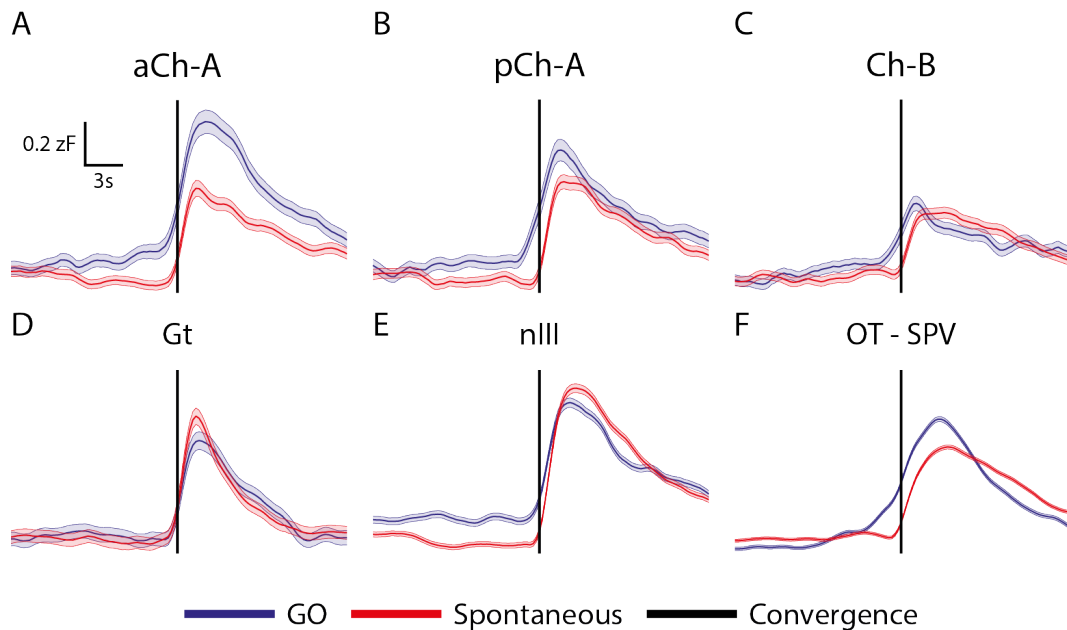 A
B
C
aCh-A
pCh-A
Ch-B
0.2 zF
3s
D
E
F
Gt
nIII
OT - SPV
GO
Spontaneous
Convergence